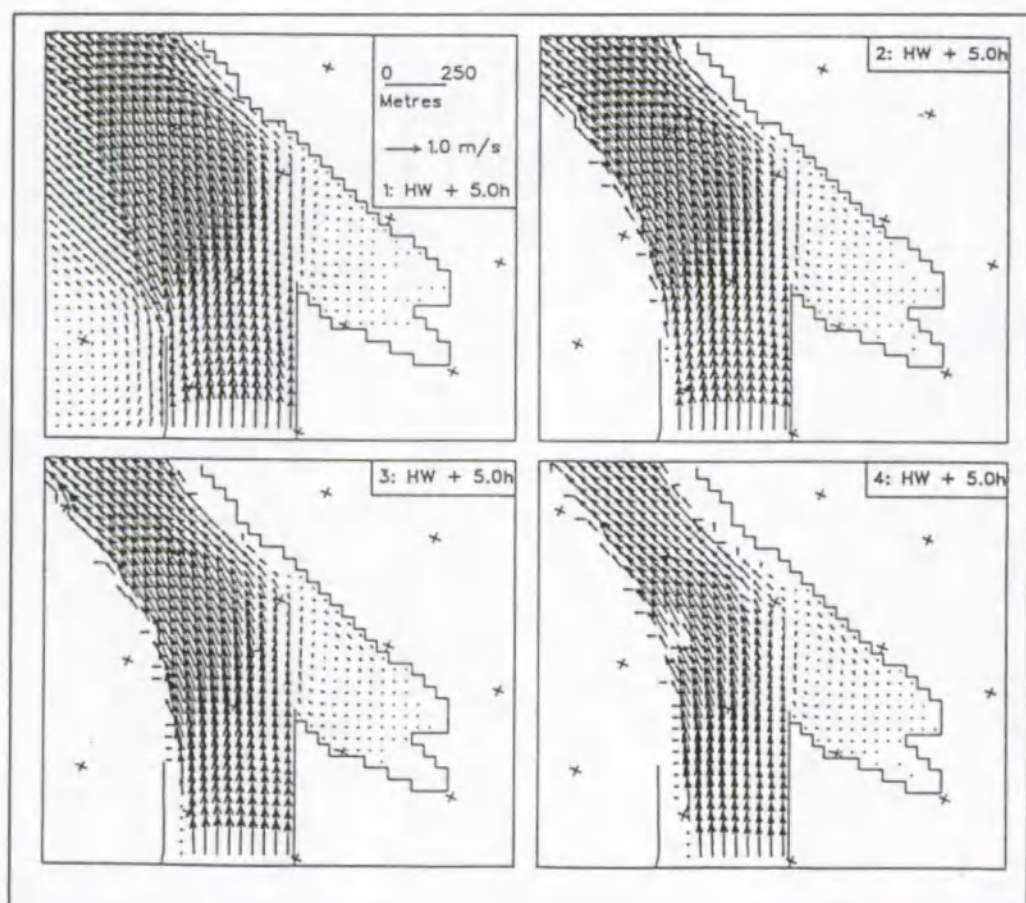 0 250
Metres
1.0 m/s
1: HW + 5.0h
2: HW + 5.0h
3: HW + 5.0h
4: HW + 5.0h